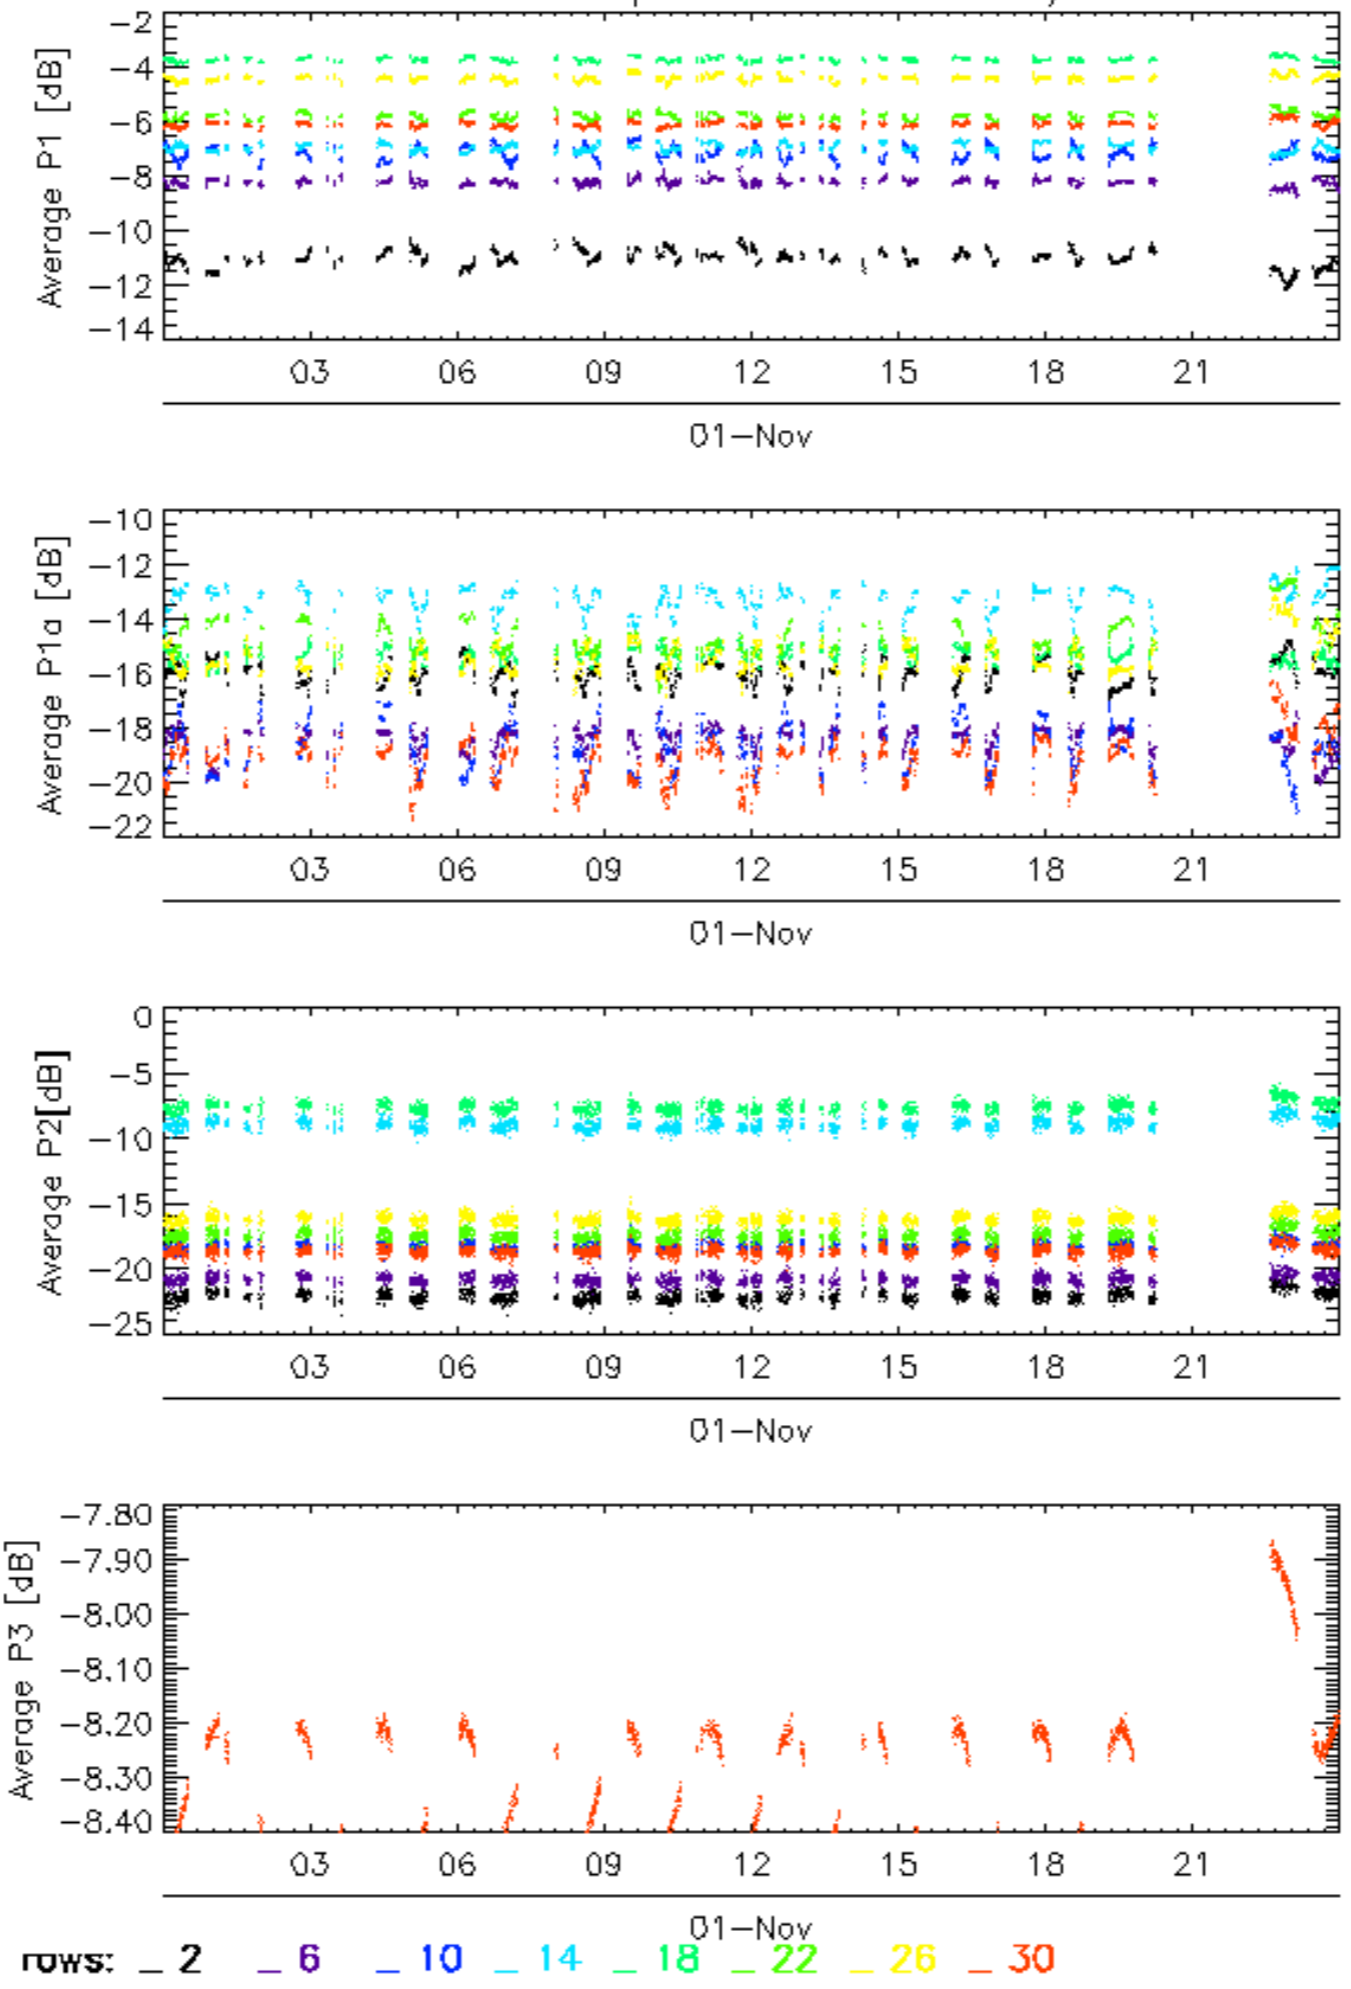 Average P1 [dB]
−2
−4
−6
−8
−10
−12
−14
03 06 09 12 15 18 21
01−Nov
Average P1a [dB]
−10
−12
−14
−16
−18
−20
−22
03 06 09 12 15 18 21
01−Nov
Average P2[dB]
0
−5
−10
−15
−20
−25
03 06 09 12 15 18 21
01−Nov
Average P3 [dB]
−7.80
−7.90
−8.00
−8.10
−8.20
−8.30
−8.40
03 06 09 12 15 18 21
01−Nov
rows: _ 2 _ 6 _ 10 _ 14 _ 18 _ 22 _ 26 _ 30